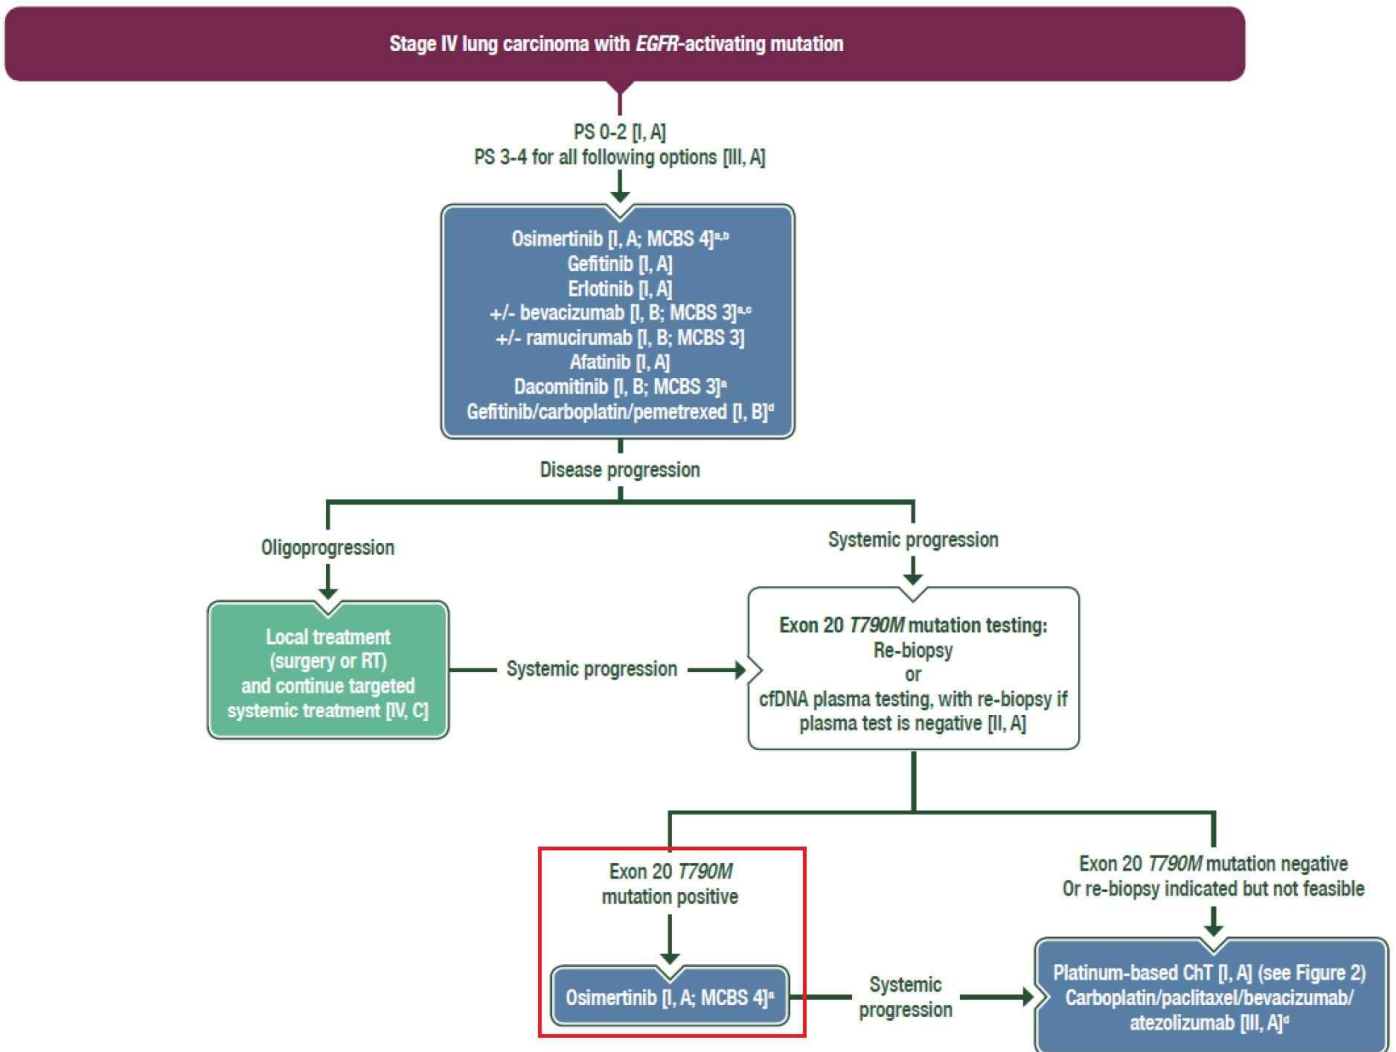 Stage IV lung carcinoma with EGFR-activating mutation
PS 0-2 [I, A]
PS 3-4 for all following options [III, A]
Osimertinib [I, A; MCBS 4]ᵃ,ᵇ
Gefitinib [I, A]
Erlotinib [I, A]
+/- bevacizumab [I, B; MCBS 3]ᵃ,ᶜ
+/- ramucirumab [I, B; MCBS 3]
Afatinib [I, A]
Dacomitinib [I, B; MCBS 3]ᵃ
Gefitinib/carboplatin/pemetrexed [I, B]ᵈ
Disease progression
Oligoprogression
Systemic progression
Local treatment
(surgery or RT)
and continue targeted
systemic treatment [IV, C]
Systemic progression
Exon 20 T790M mutation testing:
Re-biopsy
or
cfDNA plasma testing, with re-biopsy if
plasma test is negative [II, A]
Exon 20 T790M
mutation positive
Exon 20 T790M mutation negative
Or re-biopsy indicated but not feasible
Osimertinib [I, A; MCBS 4]ᵃ
Systemic
progression
Platinum-based ChT [I, A] (see Figure 2)
Carboplatin/paclitaxel/bevacizumab/
atezolizumab [III, A]ᵈ